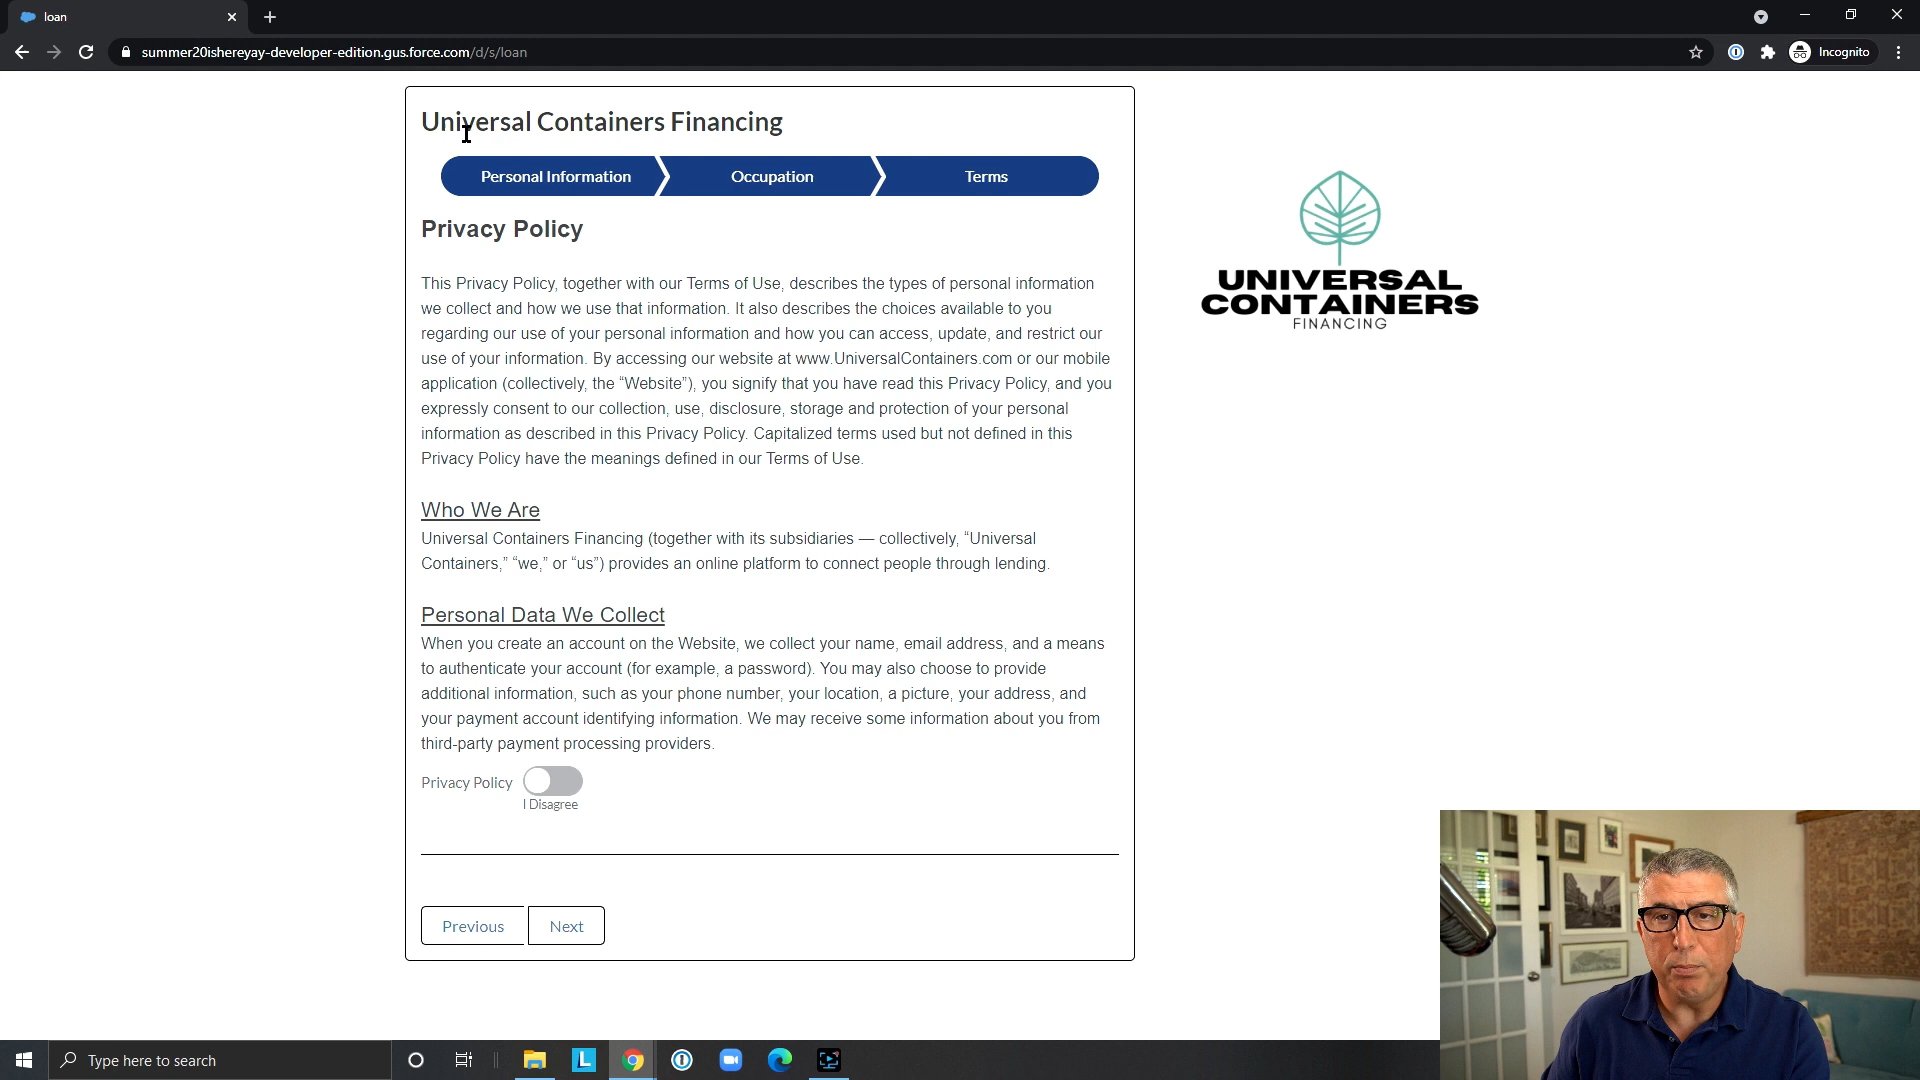 loan
summer20ishereyay-developer-edition.gus.force.com/d/s/loan
Incognito
Universal Containers Financing
Personal Information
Occupation
Terms
Privacy Policy
This Privacy Policy, together with our Terms of Use, describes the types of personal information
we collect and how we use that information. It also describes the choices available to you
regarding our use of your personal information and how you can access, update, and restrict our
use of your information. By accessing our website at www.UniversalContainers.com or our mobile
application (collectively, the “Website”), you signify that you have read this Privacy Policy, and you
expressly consent to our collection, use, disclosure, storage and protection of your personal
information as described in this Privacy Policy. Capitalized terms used but not defined in this
Privacy Policy have the meanings defined in our Terms of Use.
Who We Are
Universal Containers Financing (together with its subsidiaries — collectively, “Universal
Containers,” “we,” or “us”) provides an online platform to connect people through lending.
Personal Data We Collect
When you create an account on the Website, we collect your name, email address, and a means
to authenticate your account (for example, a password). You may also choose to provide
additional information, such as your phone number, your location, a picture, your address, and
your payment account identifying information. We may receive some information about you from
third-party payment processing providers.
Privacy Policy
I Disagree
Previous
Next
UNIVERSAL
CONTAINERS
FINANCING
Type here to search
L